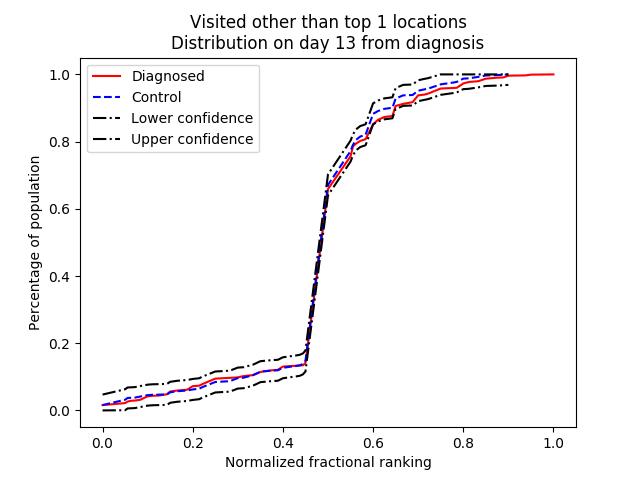 Visited other than top 1 locations
Distribution on day 13 from diagnosis
Diagnosed
Control
Lower confidence
Upper confidence
Percentage of population
1.0
0.8
0.6
0.4
0.2
0.0
0.0 0.2 0.4 0.6 0.8 1.0
Normalized fractional ranking